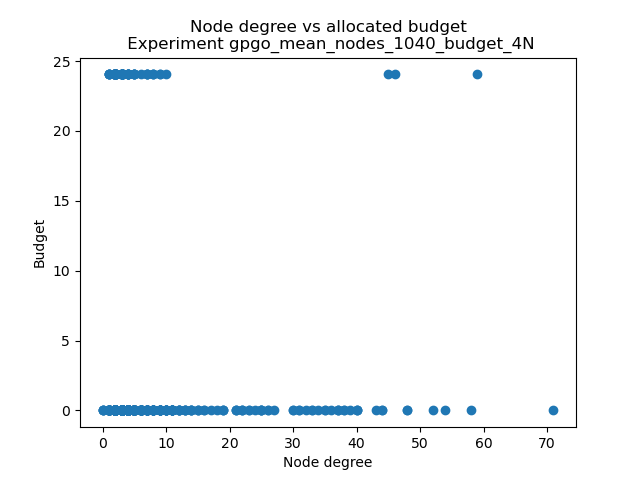 Node degree vs allocated budget
Experiment gpgo_mean_nodes_1040_budget_4N
25
20
15
10
5
0
Budget
0 10 20 30 40 50 60 70
Node degree